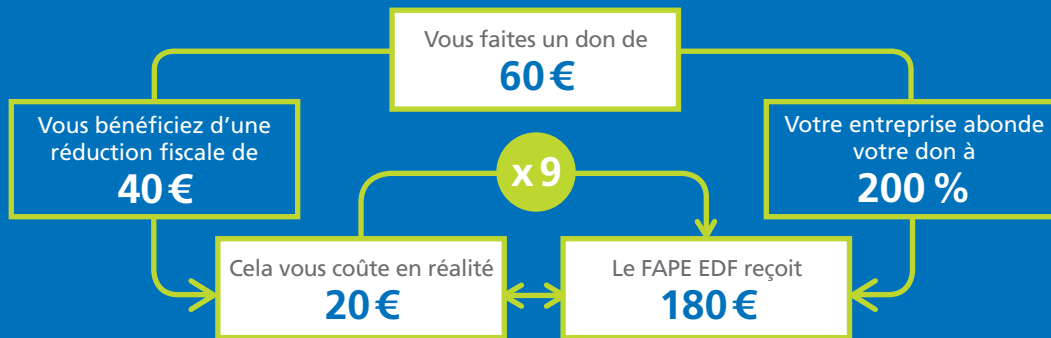 Vous faites un don de
60 €
Vous bénéficiez d'une
réduction fiscale de
40 €
Votre entreprise abonde
votre don à
200 %
x 9
Cela vous coûte en réalité
20 €
Le FAPE EDF reçoit
180 €